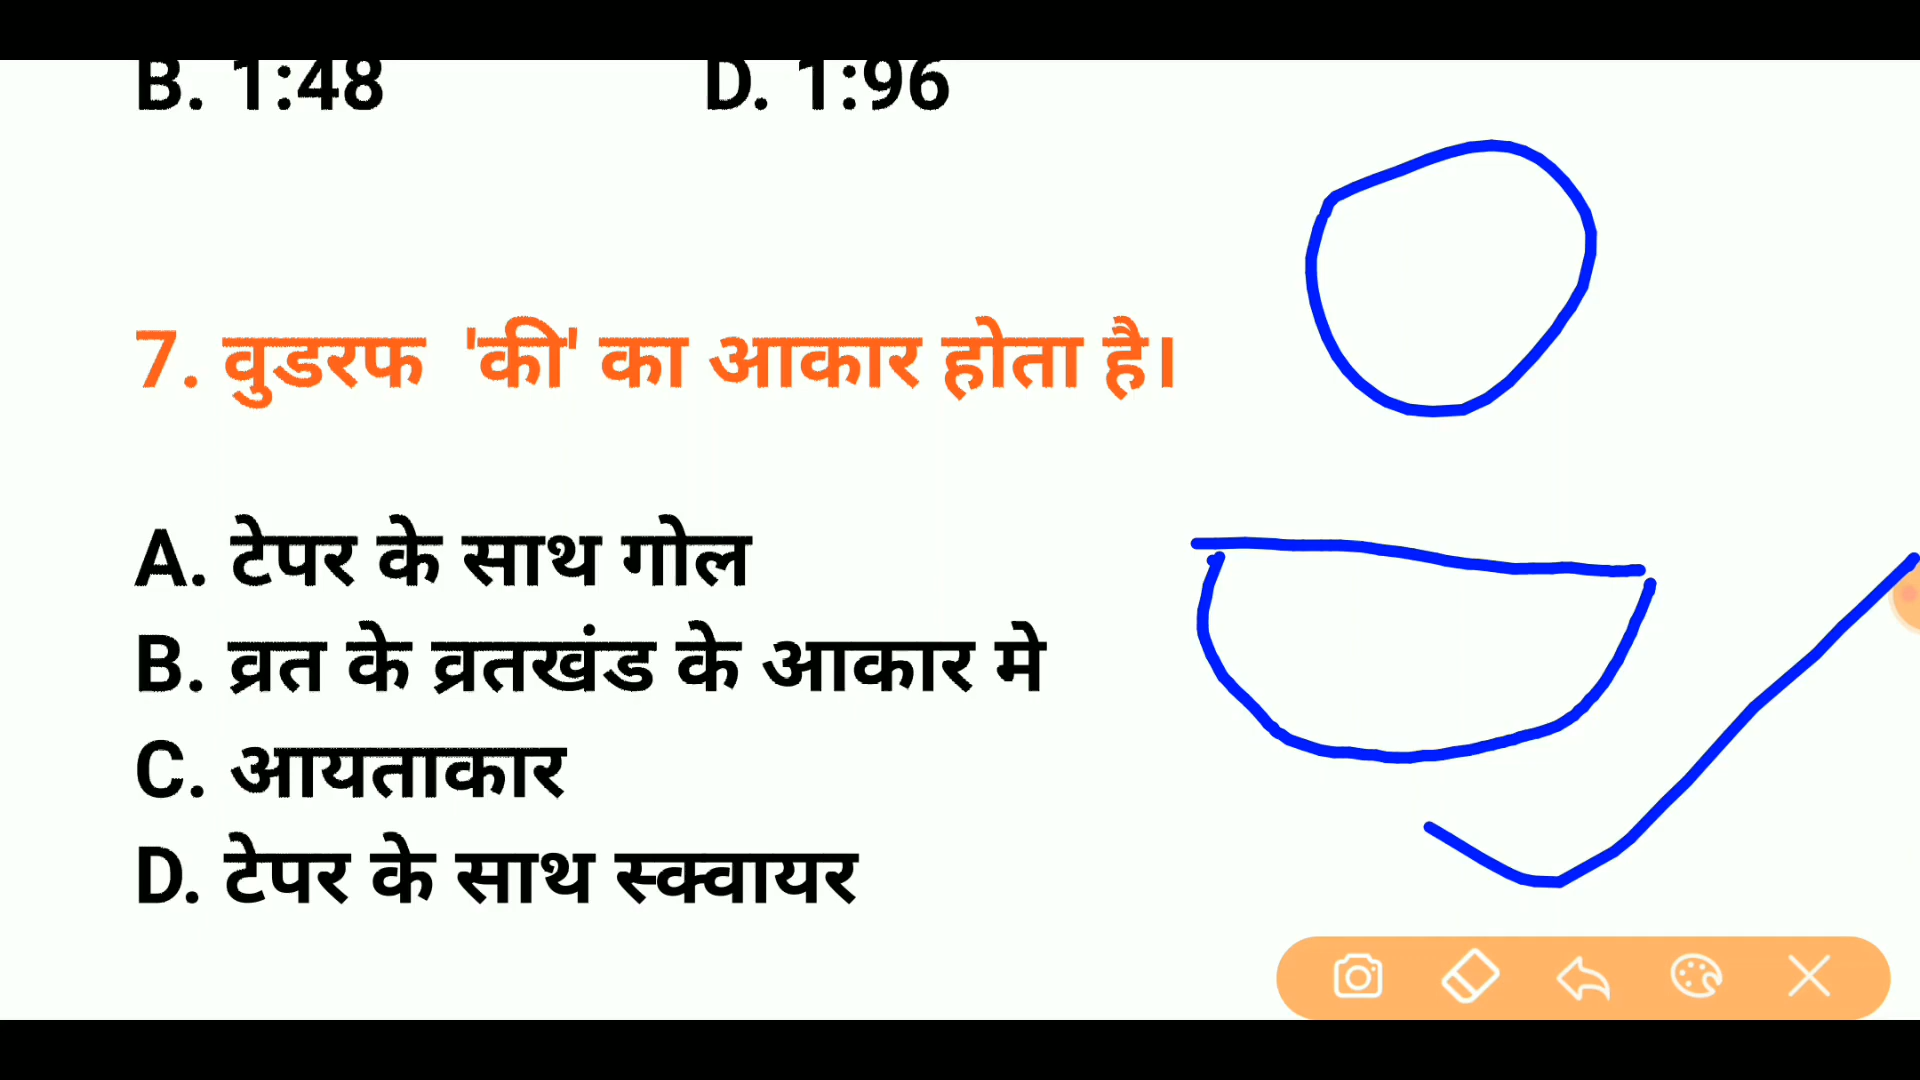 B. 1:48 D. 1:96
7. वुडरफ 'की' का आकार होता है।
A. टेपर के साथ गोल
B. व्रत के व्रतखंड के आकार मे
C. आयताकार
D. टेपर के साथ स्क्वायर